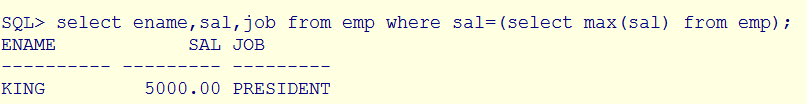 SQL> select ename,sal,job from emp where sal=(select max(sal) from emp);
ENAME            SAL JOB
---------- --------- ---------
KING         5000.00 PRESIDENT